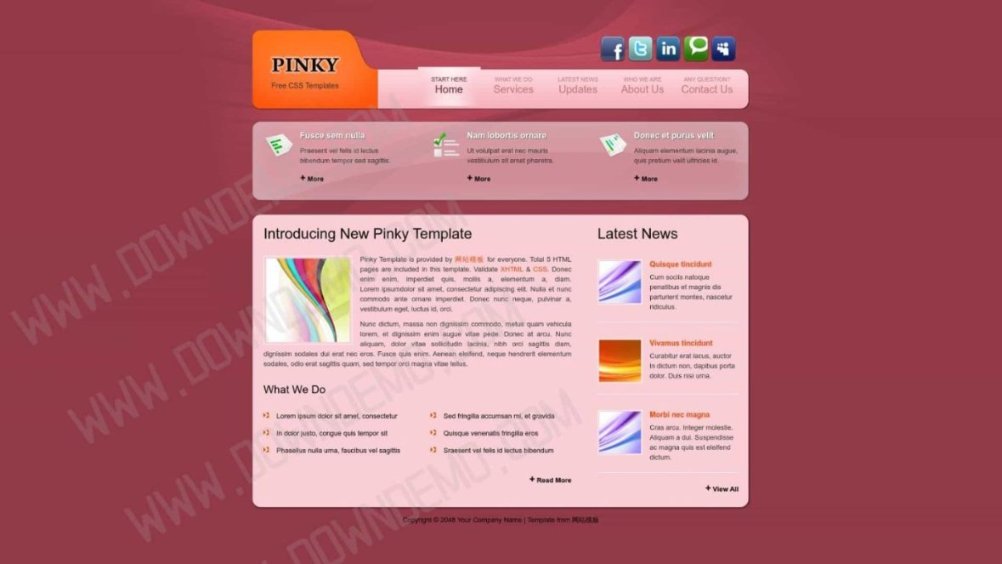 PINKY
Free CSS Templates
START HERE
Home
WHAT WE DO
Services
LATEST NEWS
Updates
WHO WE ARE
About Us
ANY QUESTION?
Contact Us
Fusce sem nulla
Praesent vel felis id lectus
bibendum tempor sed sagittis.
+ More
Nam lobortis ornare
Ut volutpat erat nec mauris
vestibulum sit amet pharetra.
+ More
Donec et purus velit
Aliquam elementum lacinia augue,
quis pretium velit ultricies id.
+ More
Introducing New Pinky Template
Pinky Template is provided by 网站模板 for everyone. Total 5 HTML
pages are included in this template. Validate XHTML & CSS. Donec
enim enim, imperdiet quis, mollis a, elementum a, diam.
Lorem ipsumdolor sit amet, consectetur adipiscing elit. Nulla et nunc
commodo ante ornare imperdiet. Donec nunc neque, pulvinar a,
vestibulum eget, luctus id, orci.
Nunc dictum, massa non dignissim commodo, metus quam vehicula
lorem, et dignissim enim augue vitae pede. Donec at arcu. Nunc
aliquam, dolor vitae sollicitudin lacinia, nibh orci sagittis diam,
dignissim sodales dui erat nec eros. Fusce quis enim. Aenean eleifend, neque hendrerit elementum
sodales, odio erat sagittis quam, sed tempor orci magna vitae tellus.
What We Do
Lorem ipsum dolor sit amet, consectetur
In dolor justo, congue quis tempor sit
Phasellus nulla urna, faucibus vel sagittis
Sed fringilla accumsan mi, et gravida
Quisque venenatis fringilla eros
Sraesent vel felis id lectus bibendum
+ Read More
Latest News
Quisque tincidunt
Cum sociis natoque
penatibus et magnis dis
parturient montes, nascetur
ridiculus.
Vivamus tincidunt
Curabitur erat lacus, auctor
in dictum non, dapibus porta
dolor. Duis nisi urna.
Morbi nec magna
Cras arcu. Integer molestie.
Aliquam a dui. Suspendisse
ac magna quis est eleifend
dictum.
+ View All
Copyright © 2048 Your Company Name | Template from 网站模板
WWW.DOWNDEMO.COM
WWW.DOWNDEMO.COM
WWW.DOWNDEMO.COM